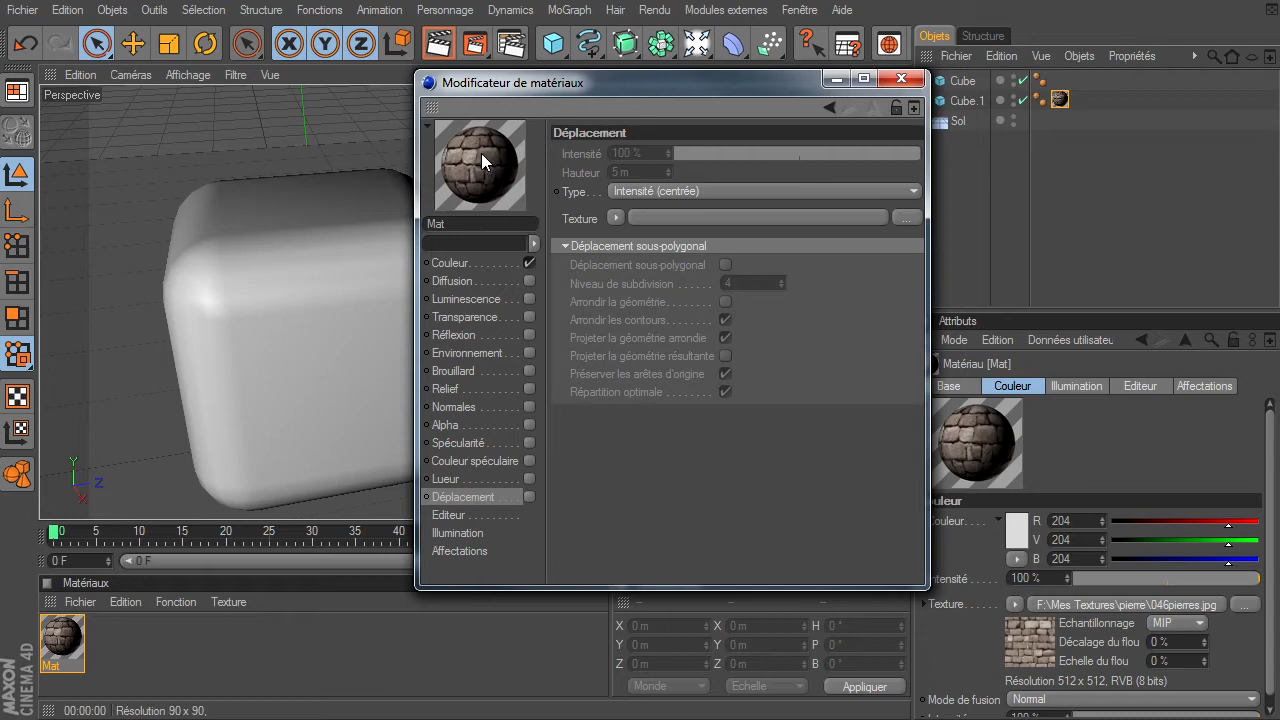 Fichier Edition Objets Outils Sélection Structure Fonctions Animation Personnage Dynamics MoGraph Hair Rendu Modules externes Fenêtre Aide
X Y Z
Objets Structure
Fichier Edition Vue Objets Propriétés
Cube
Cube.1
Sol
Edition Caméras Affichage Filtre Vue
Perspective
Y
Z
X
Modificateur de matériaux
Mat
Couleur
Diffusion
Luminescence
Transparence
Réflexion
Environnement
Brouillard
Relief
Normales
Alpha
Spécularité
Couleur spéculaire
Lueur
Déplacement
Editeur
Illumination
Affectations
Déplacement
Intensité 100 %
Hauteur 5 m
Type. . . Intensité (centrée)
Texture ...
Déplacement sous-polygonal
Déplacement sous-polygonal
Niveau de subdivision . . . . . . 4
Arrondir la géométrie. . . . . . . .
Arrondir les contours. . . . . . . .
Projeter la géométrie arrondie
Projeter la géométrie résultante
Préserver les arêtes d'origine
Répartition optimale . . . . . . . .
Attributs
Mode Edition Données utilisateu
Matériau [Mat]
Base Couleur Illumination Editeur Affectations
ouleur
ouleur. . . . R 204
V 204
B 204
ntensité 100 %
Texture F:\Mes Textures\pierre\046pierres.jpg ...
Echantillonnage MIP
Décalage du flou 0 %
Echelle du flou 0 %
Résolution 512 x 512, RVB (8 bits)
Mode de fusion Normal
0 5 10 15 20 25 30 35 40
0 F 0 F
Matériaux
Fichier Edition Fonction Texture
Mat
X 0 m X 0 m H 0 °
Y 0 m Y 0 m P 0 °
Z 0 m Z 0 m B 0 °
Monde Echelle Appliquer
MAXON
CINEMA 4D
00:00:00 Résolution 90 x 90,